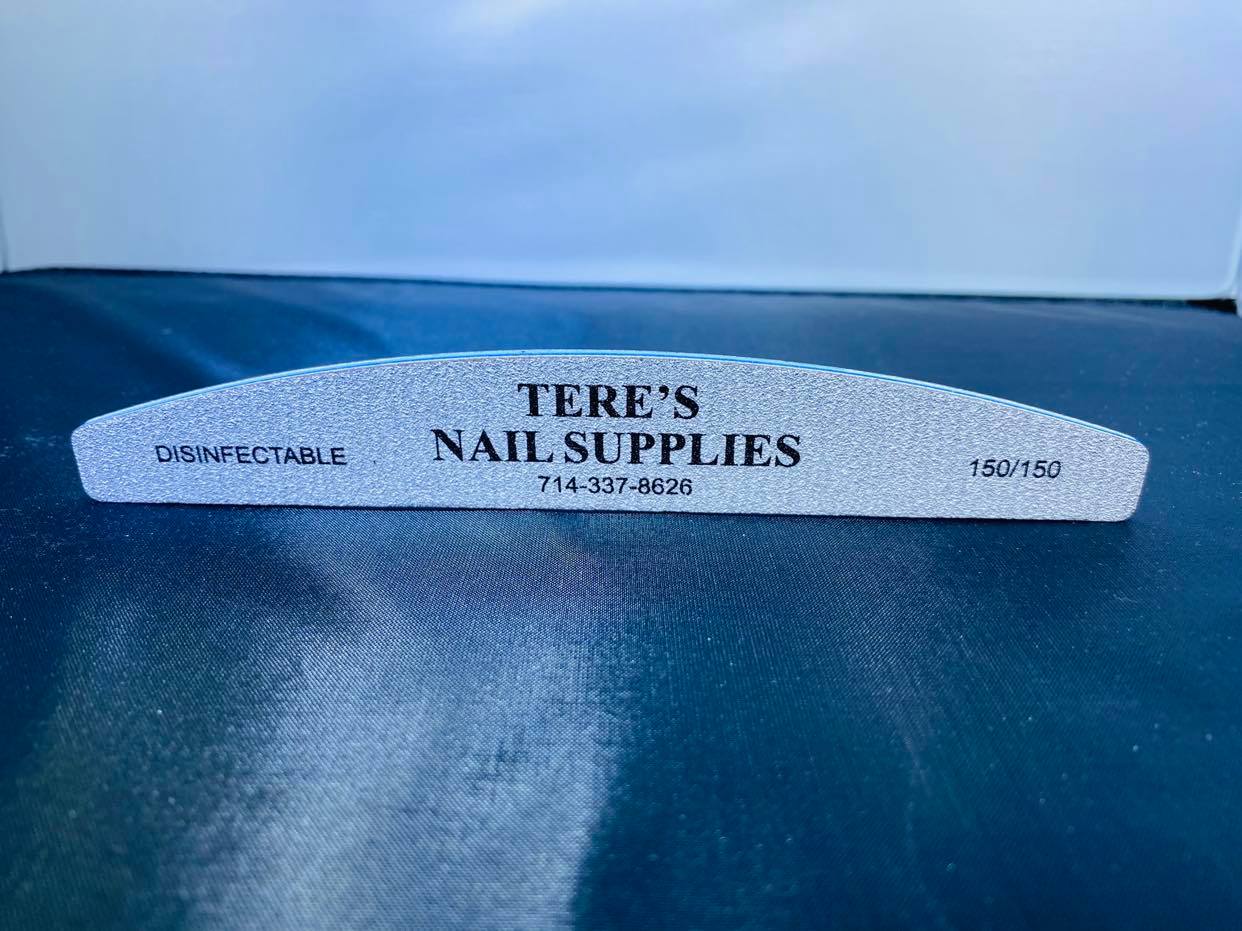 TERE'S
NAIL SUPPLIES
DISINFECTABLE
714-337-8626
150/150